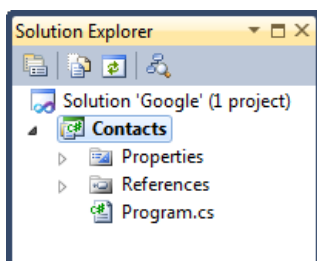 Solution Explorer
Solution 'Google' (1 project)
Contacts
Properties
References
Program.cs